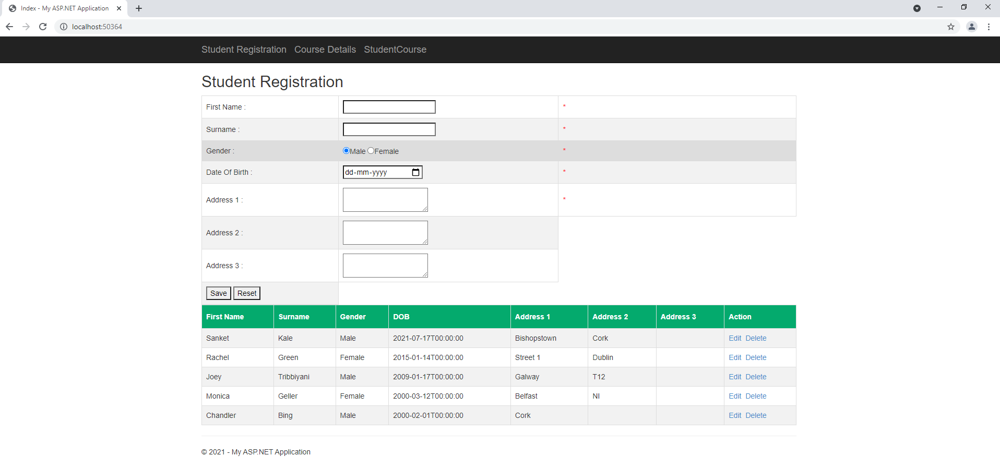 Index - My ASP.NET Application
localhost:50364
Student Registration Course Details StudentCourse
Student Registration
First Name : *
Surname : *
Gender : Male Female *
Date Of Birth : dd-mm-yyyy *
Address 1 : *
Address 2 :
Address 3 :
Save Reset
First Name Surname Gender DOB Address 1 Address 2 Address 3 Action
Sanket Kale Male 2021-07-17T00:00:00 Bishopstown Cork Edit Delete
Rachel Green Female 2015-01-14T00:00:00 Street 1 Dublin Edit Delete
Joey Tribbiyani Male 2009-01-17T00:00:00 Galway T12 Edit Delete
Monica Geller Female 2000-03-12T00:00:00 Belfast NI Edit Delete
Chandler Bing Male 2000-02-01T00:00:00 Cork Edit Delete
© 2021 - My ASP.NET Application